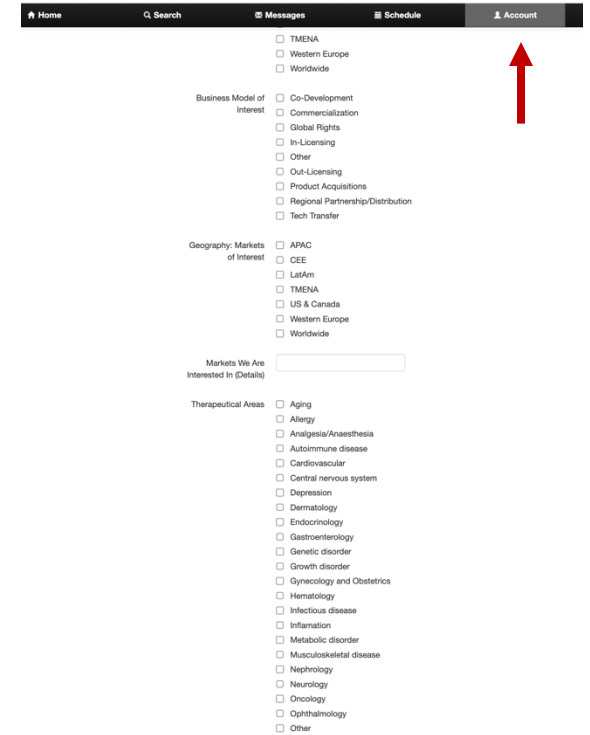 Home Search Messages Schedule Account
TMENA
Western Europe
Worldwide
Business Model of Interest
Co-Development
Commercialization
Global Rights
In-Licensing
Other
Out-Licensing
Product Acquisitions
Regional Partnership/Distribution
Tech Transfer
Geography: Markets of Interest
APAC
CEE
LatAm
TMENA
US & Canada
Western Europe
Worldwide
Markets We Are
Interested In (Details)
Therapeutical Areas
Aging
Allergy
Analgesia/Anaesthesia
Autoimmune disease
Cardiovascular
Central nervous system
Depression
Dermatology
Endocrinology
Gastroenterology
Genetic disorder
Growth disorder
Gynecology and Obstetrics
Hematology
Infectious disease
Inflamation
Metabolic disorder
Musculoskeletal disease
Nephrology
Neurology
Oncology
Ophthalmology
Other